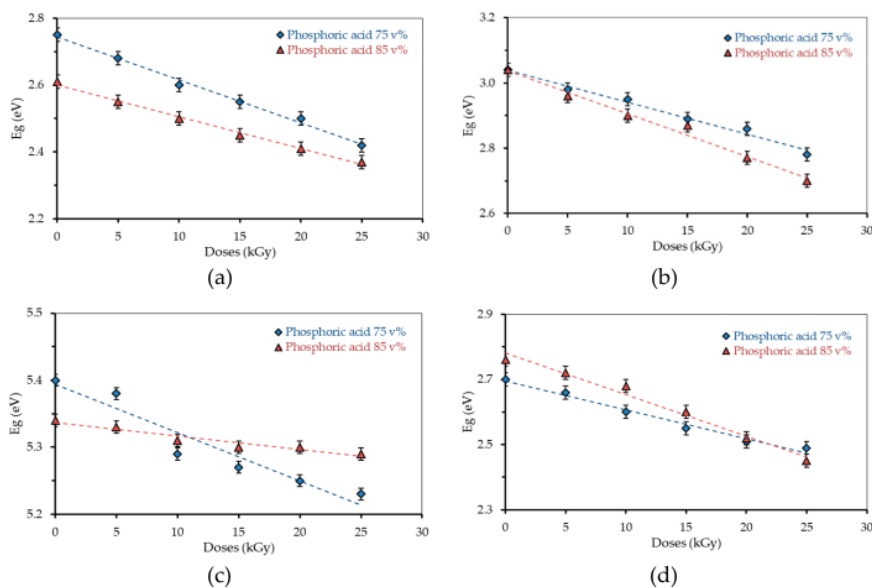 2.8
2.6
2.4
2.2
Eg (eV)
Phosphoric acid 75 v%
Phosphoric acid 85 v%
0 5 10 15 20 25 30
Doses (kGy)
(a)
3.2
3.0
2.8
2.6
Eg (eV)
Phosphoric acid 75 v%
Phosphoric acid 85 v%
0 5 10 15 20 25 30
Doses (kGy)
(b)
5.5
5.4
5.3
5.2
Eg (eV)
Phosphoric acid 75 v%
Phosphoric acid 85 v%
0 5 10 15 20 25 30
Doses (kGy)
(c)
2.9
2.7
2.5
2.3
Eg (eV)
Phosphoric acid 75 v%
Phosphoric acid 85 v%
0 5 10 15 20 25 30
Doses (kGy)
(d)